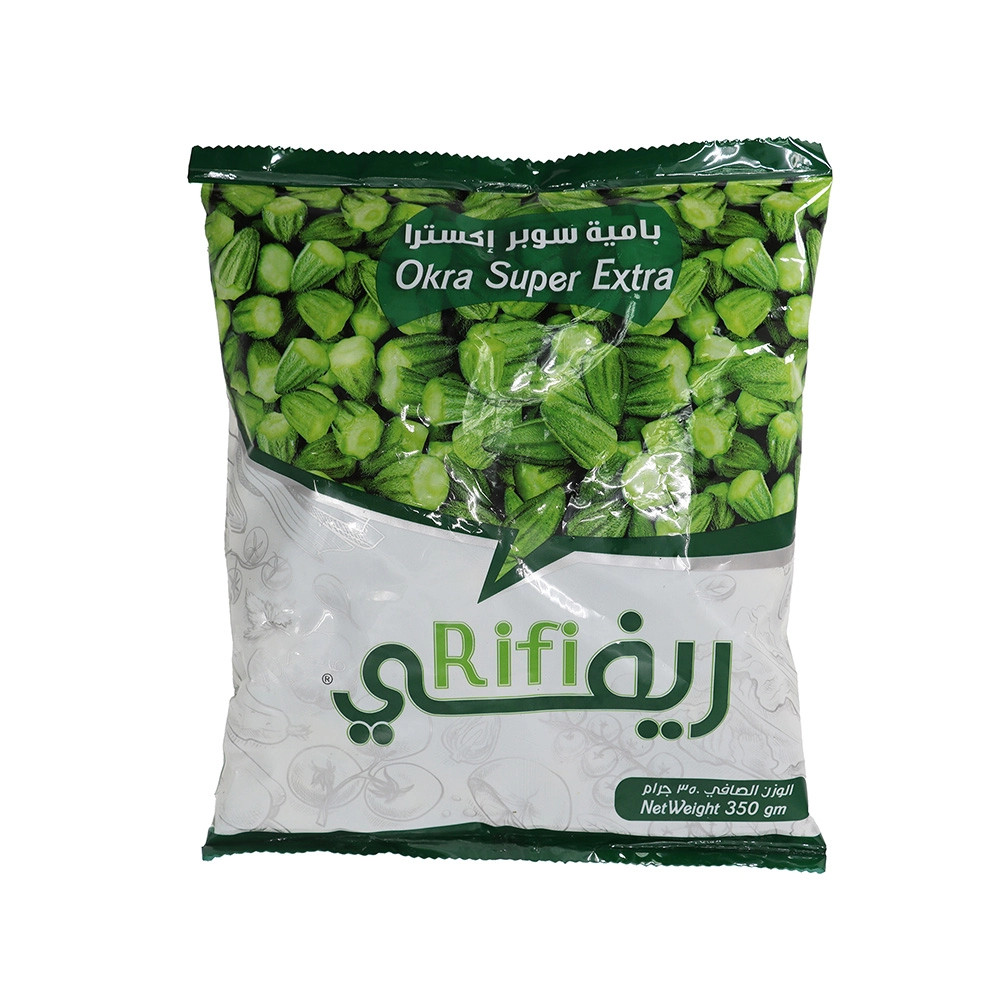 بامية سوبر إكسترا
Okra Super Extra
Rifi
ريفي
®
الوزن الصافي ٣٥٠ جرام
NetWeight 350 gm